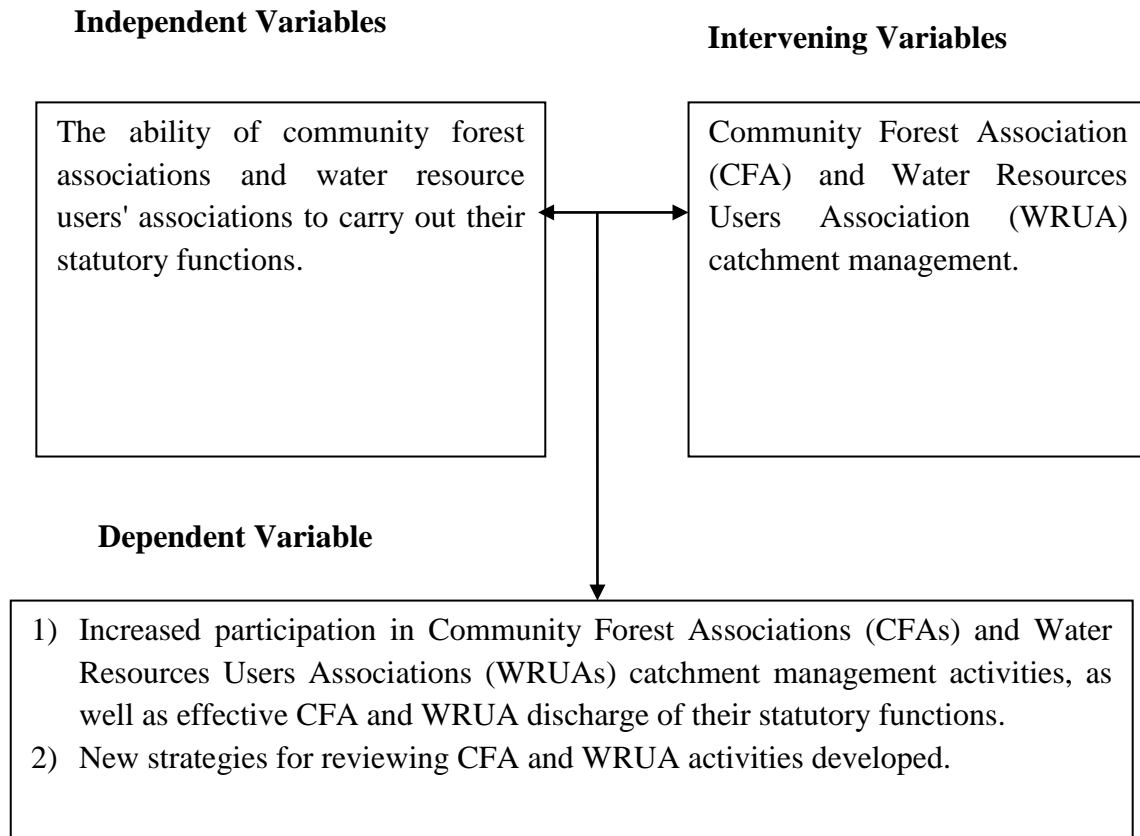 Independent Variables
Intervening Variables
The ability of community forest
associations and water resource
users' associations to carry out their
statutory functions.
Community Forest Association
(CFA) and Water Resources
Users Association (WRUA)
catchment management.
Dependent Variable
1) Increased participation in Community Forest Associations (CFAs) and Water
Resources Users Associations (WRUAs) catchment management activities, as
well as effective CFA and WRUA discharge of their statutory functions.
2) New strategies for reviewing CFA and WRUA activities developed.